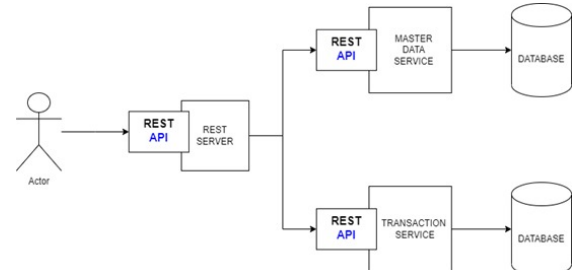 REST
API
MASTER
DATA
SERVICE
DATABASE
REST
API
REST
SERVER
Actor
REST
API
TRANSACTION
SERVICE
DATABASE